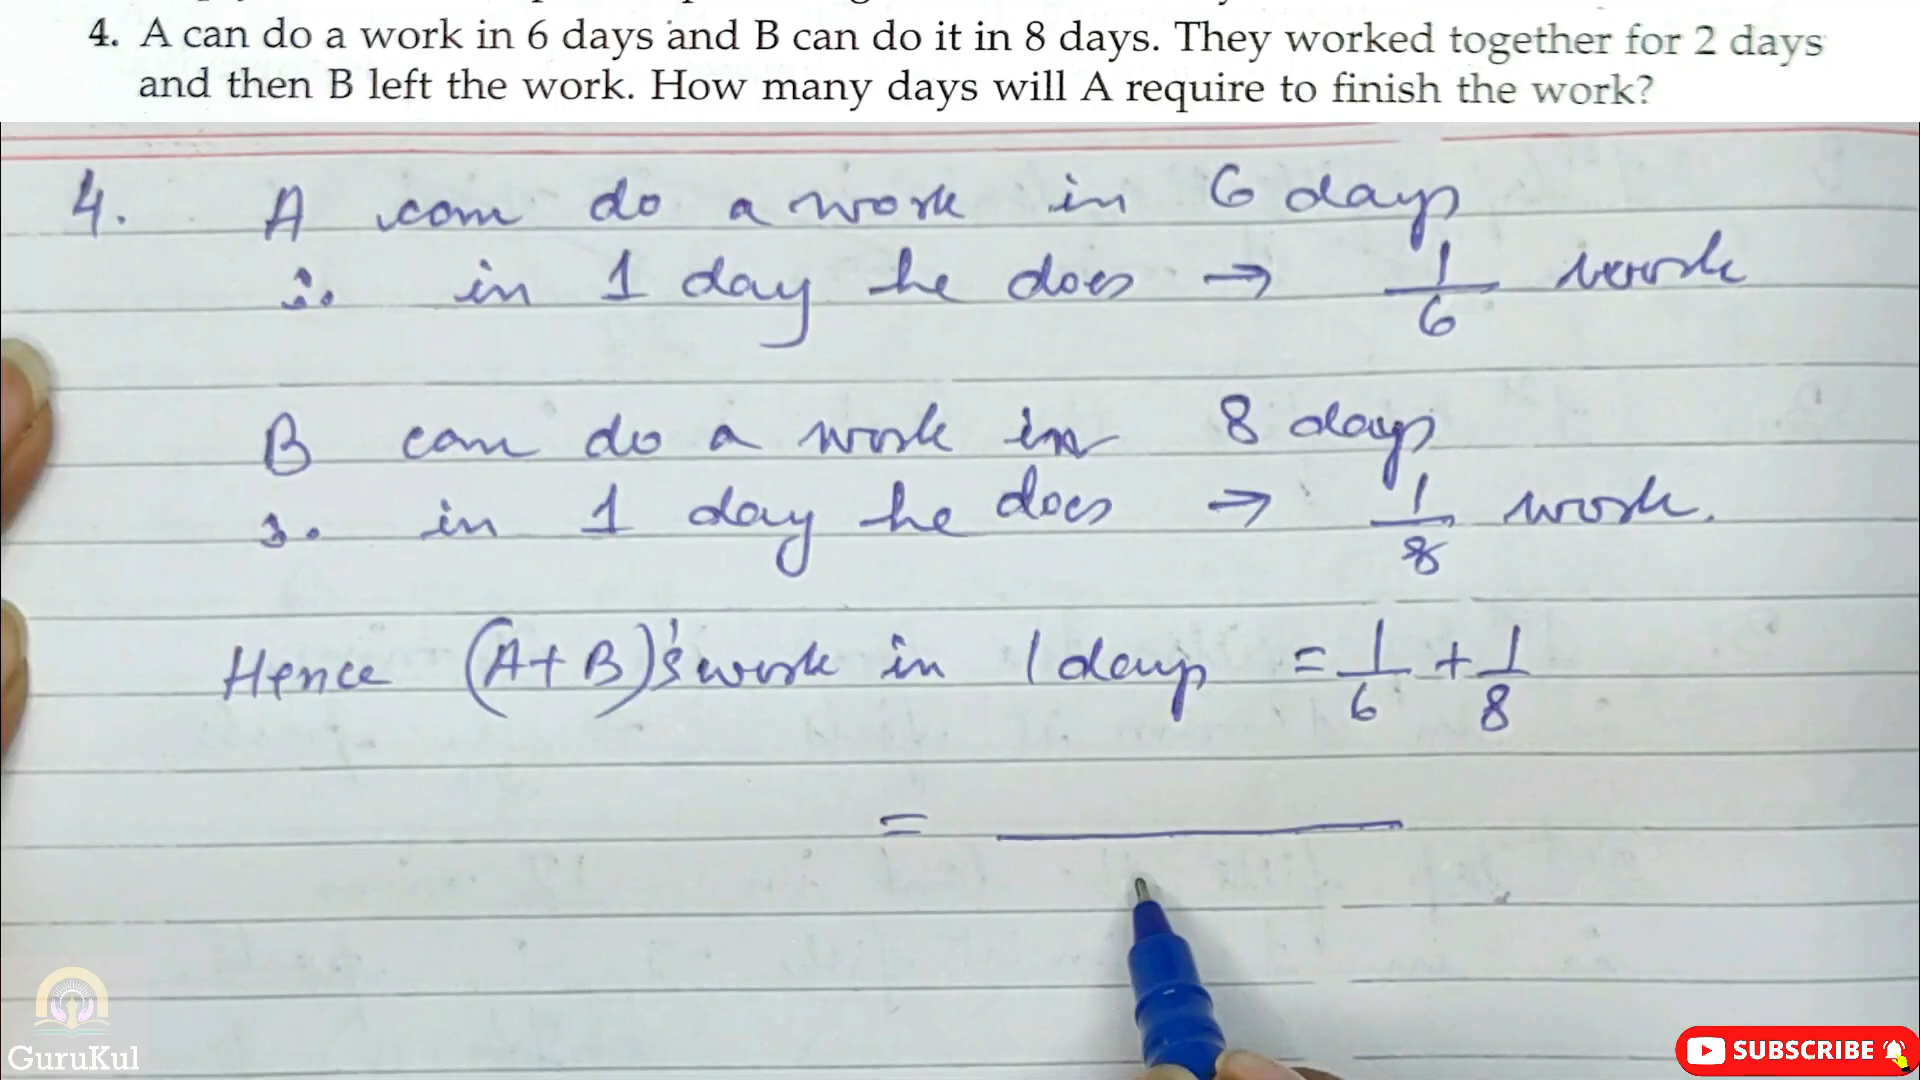 4. A can do a work in 6 days and B can do it in 8 days. They worked together for 2 days
and then B left the work. How many days will A require to finish the work?
4. A can do a work in 6 days
∴ in 1 day he does → 1/6 work
B can do a work in 8 days
∴ in 1 day he does → 1/8 work.
Hence (A+B)'s work in 1 day = 1/6 + 1/8
=
GuruKul
SUBSCRIBE